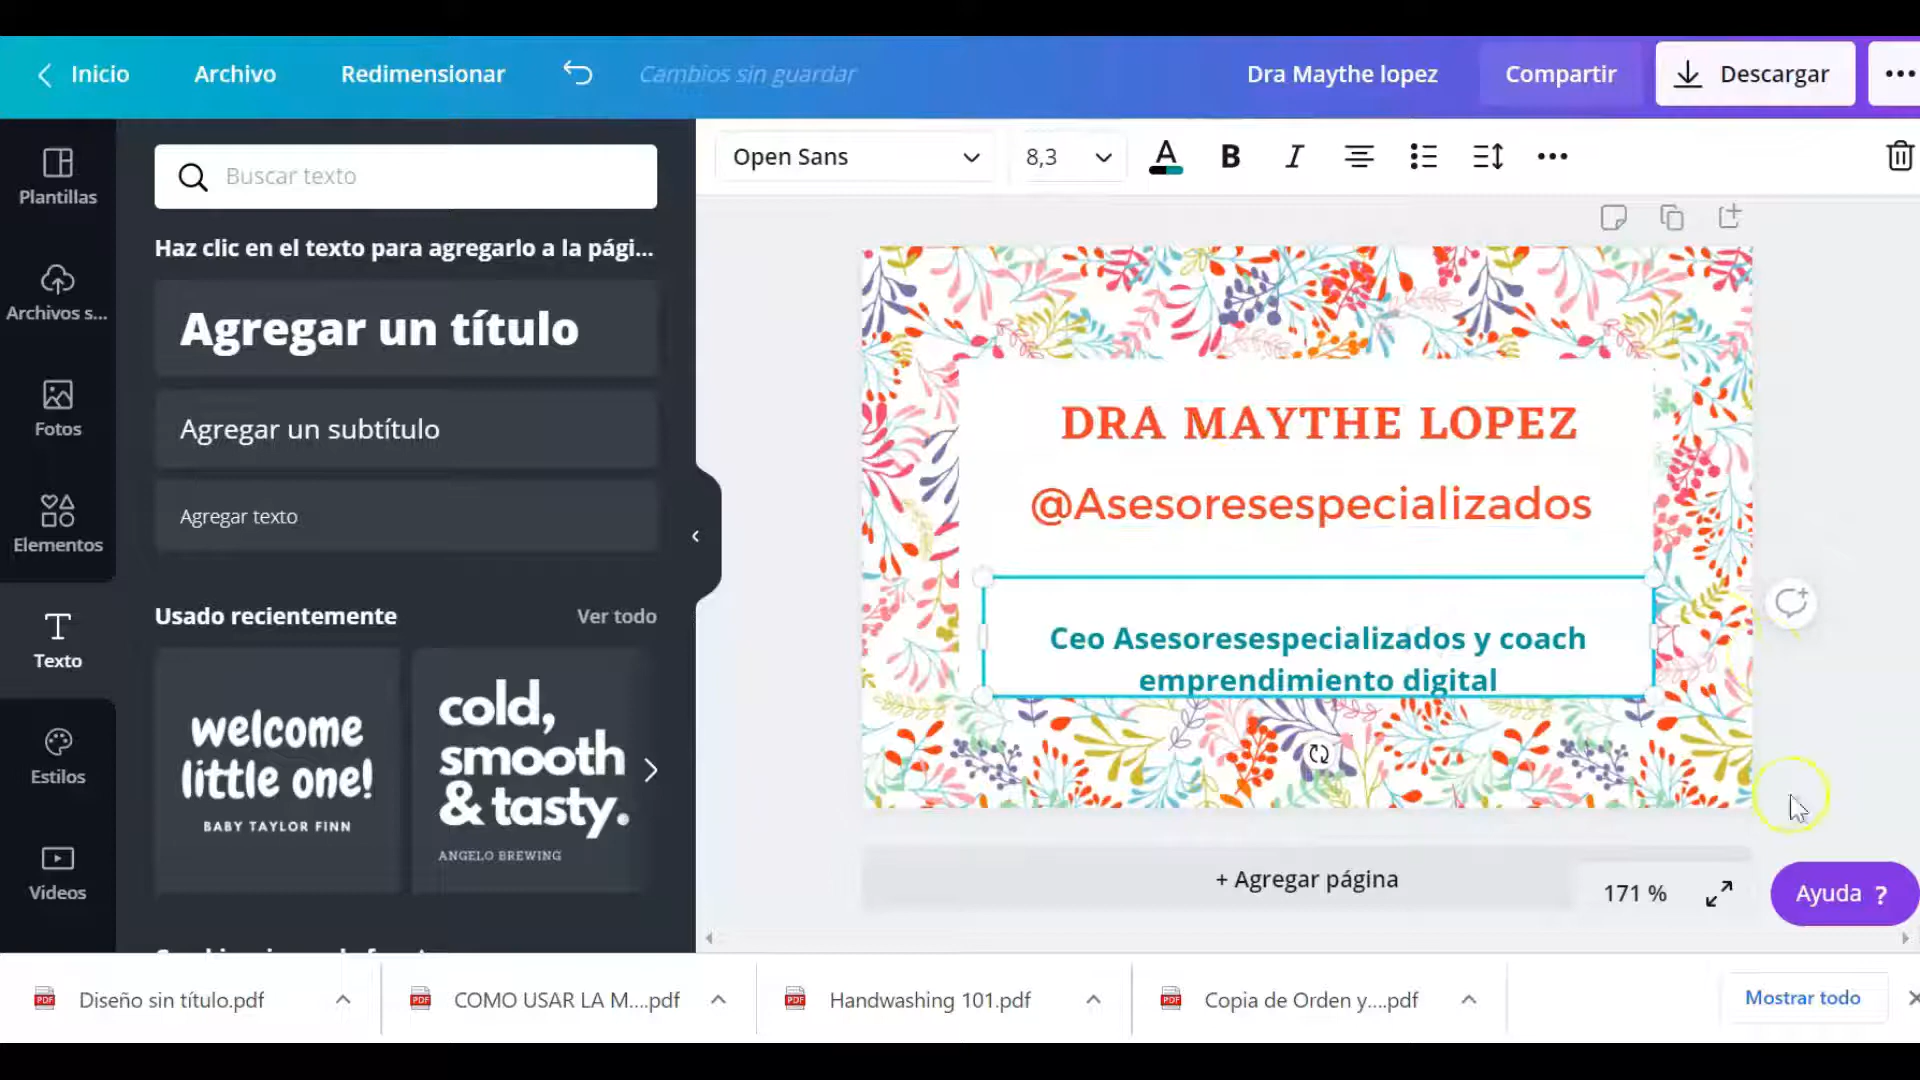 Inicio
Archivo
Redimensionar
Cambios sin guardar
Dra Maythe lopez
Compartir
Descargar
Plantillas
Archivos s...
Fotos
Elementos
Texto
Estilos
Videos
Buscar texto
Haz clic en el texto para agregarlo a la pági...
Agregar un título
Agregar un subtítulo
Agregar texto
Usado recientemente
Ver todo
welcome
little one!
BABY TAYLOR FINN
cold,
smooth
& tasty.
ANGELO BREWING
Open Sans
8,3
A
B
I
DRA MAYTHE LOPEZ
@Asesoresespecializados
Ceo Asesoresespecializados y coach
emprendimiento digital
+ Agregar página
171 %
Ayuda ?
Diseño sin título.pdf
COMO USAR LA M....pdf
Handwashing 101.pdf
Copia de Orden y....pdf
Mostrar todo